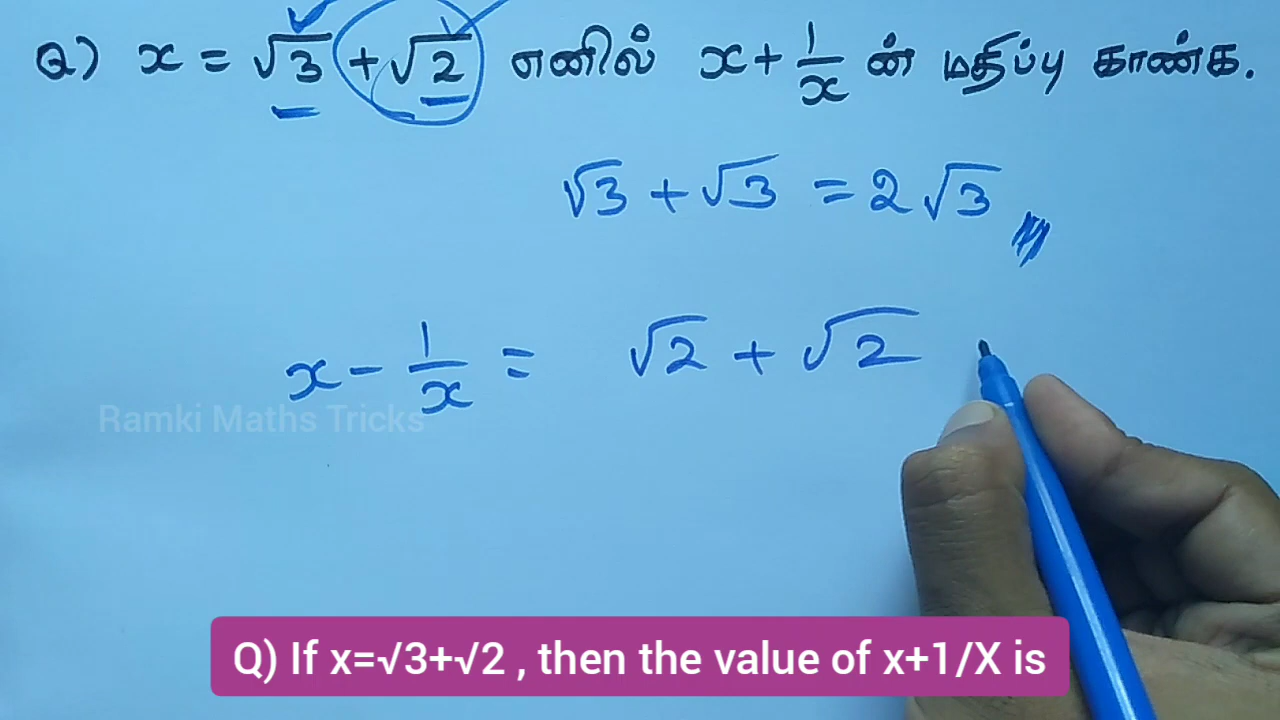 Q) x = √3 + √2 எனில் x + 1/x ன் மதிப்பு காண்க.
√3 + √3 = 2√3
x - 1/x = √2 + √2
Ramki Maths Tricks
Q) If x=√3+√2 , then the value of x+1/X is